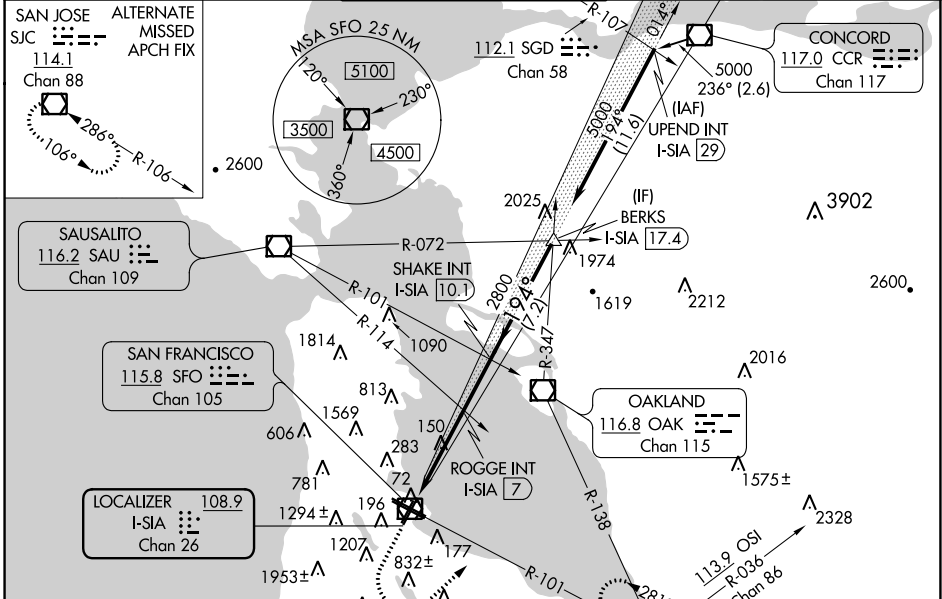 SAN JOSE
SJC
114.1
Chan 88
ALTERNATE
MISSED
APCH FIX
286°
106°
R-106
2600
MSA SFO 25 NM
120°
5100
230°
3500
4500
360°
R-107
112.1 SGD
Chan 58
014°
CONCORD
117.0 CCR
Chan 117
5000
236° (2.6)
(IAF)
UPEND INT
I-SIA 29
5000
194°
(11.6)
2025
(IF)
BERKS
I-SIA 17.4
1974
3902
SAUSALITO
116.2 SAU
Chan 109
R-072
SHAKE INT
I-SIA 10.1
2800
194°
(7.2)
R-101
R-114
1090
1619
2212
2600
R-347
SAN FRANCISCO
115.8 SFO
Chan 105
1814
813
1569
606
283
781
72
150
2016
OAKLAND
116.8 OAK
Chan 115
ROGGE INT
I-SIA 7
1575±
R-138
2328
LOCALIZER 108.9
I-SIA
Chan 26
1294±
196
1207
177
1953±
832±
R-101
281
113.9 OSI
R-036
Chan 86